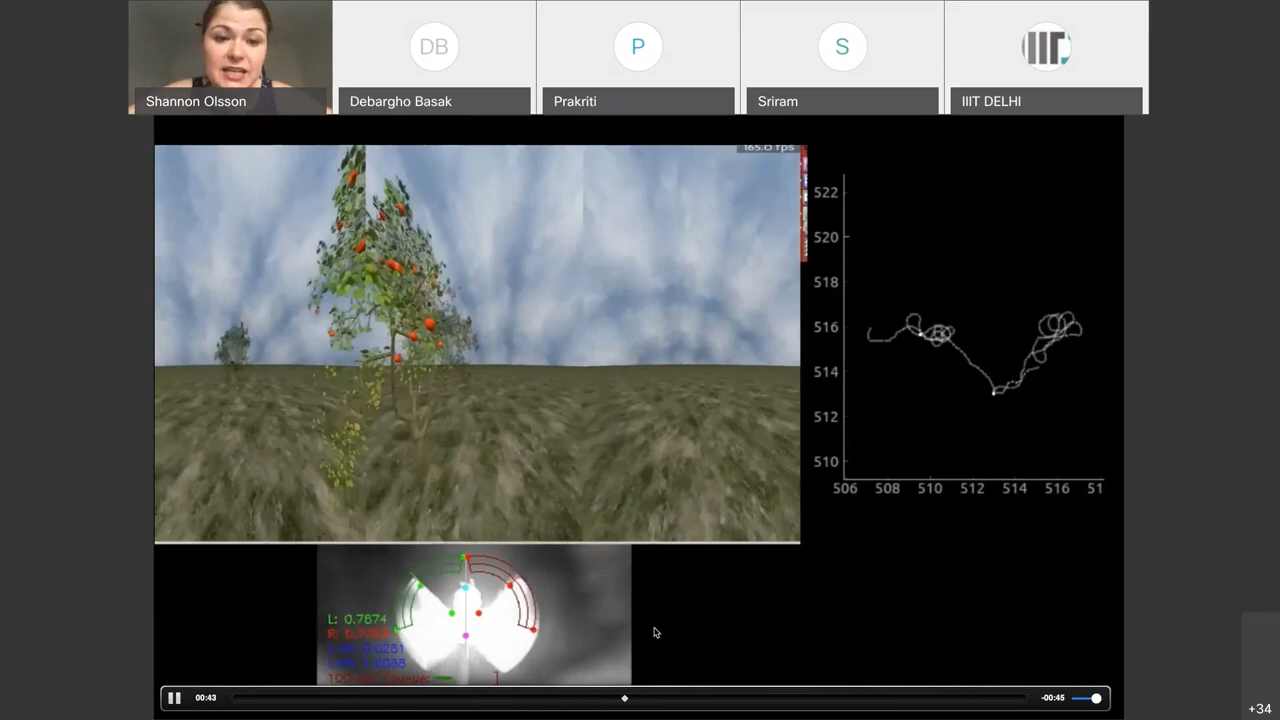 DB
P
S
Shannon Olsson
Debargho Basak
Prakriti
Sriram
IIIT DELHI
165.0 fps
522
520
518
516
514
512
510
506 508 510 512 514 516 51
L: 0.7674
00:43
-00:45
+34